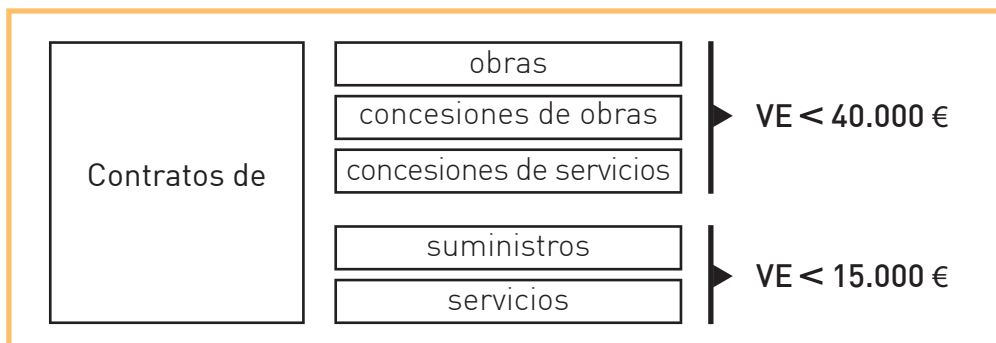 Contratos de
obras
concesiones de obras
concesiones de servicios
VE < 40.000 €
suministros
servicios
VE < 15.000 €